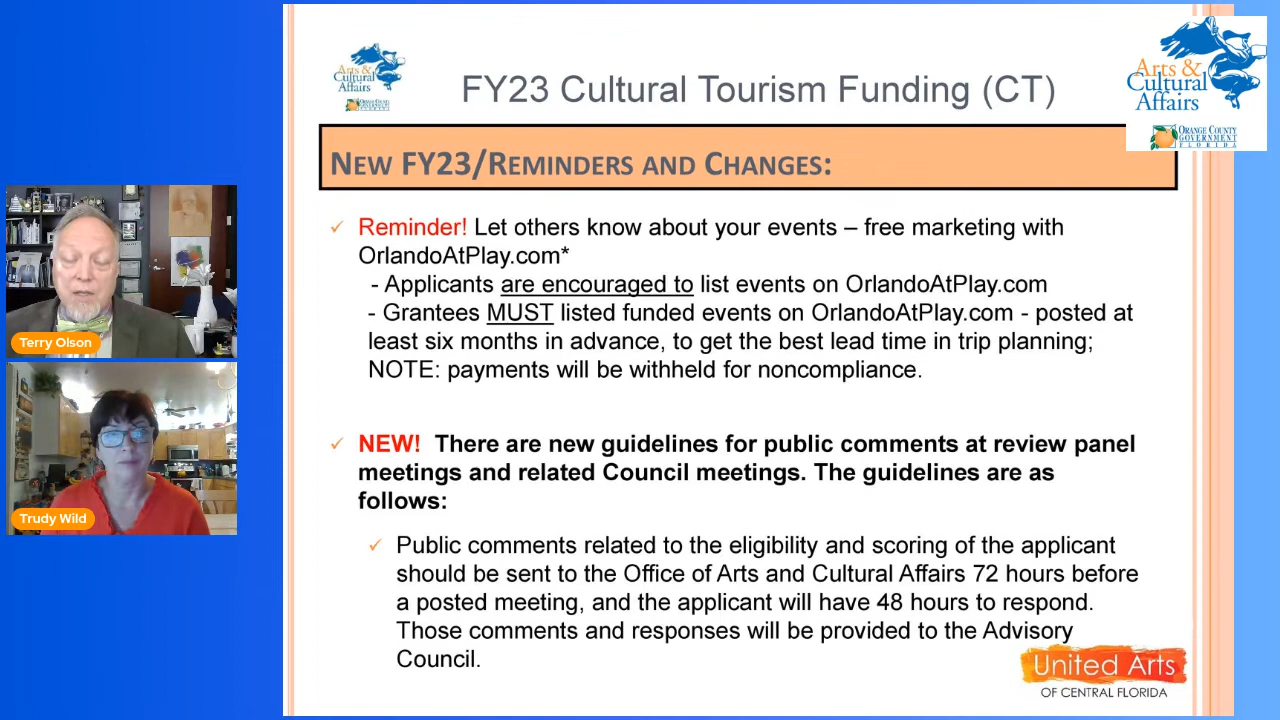 Arts &
Cultural
Affairs
ORANGE COUNTY
GOVERNMENT
FLORIDA
FY23 Cultural Tourism Funding (CT)
Arts &
Cultural
Affairs
ORANGE COUNTY
GOVERNMENT
FLORIDA
NEW FY23/REMINDERS AND CHANGES:
✓ Reminder! Let others know about your events – free marketing with
OrlandoAtPlay.com*
- Applicants are encouraged to list events on OrlandoAtPlay.com
- Grantees MUST listed funded events on OrlandoAtPlay.com - posted at
least six months in advance, to get the best lead time in trip planning;
NOTE: payments will be withheld for noncompliance.
✓ NEW! There are new guidelines for public comments at review panel
meetings and related Council meetings. The guidelines are as
follows:
✓ Public comments related to the eligibility and scoring of the applicant
should be sent to the Office of Arts and Cultural Affairs 72 hours before
a posted meeting, and the applicant will have 48 hours to respond.
Those comments and responses will be provided to the Advisory
Council.
United Arts
OF CENTRAL FLORIDA
Terry Olson
Trudy Wild